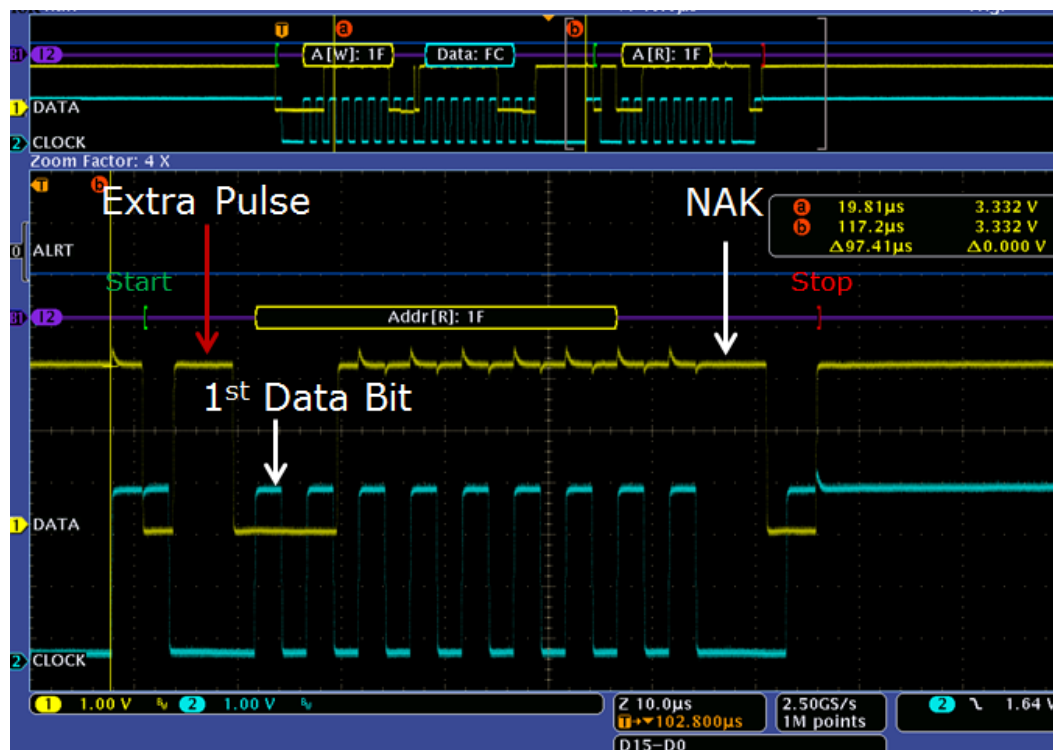 T a b
B1 I2 A[W]: 1F Data: FC A[R]: 1F
1 DATA
2 CLOCK
Zoom Factor: 4 X
T b
Extra Pulse NAK
a 19.81µs 3.332 V
b 117.2µs 3.332 V
Δ97.41µs Δ0.000 V
0 ALRT
Start Stop
B1 I2 Addr[R]: 1F
1st Data Bit
1 DATA
2 CLOCK
1 1.00 V 2 1.00 V Z 10.0µs 2.50GS/s 2 1.64 V
T→▼102.800µs 1M points
D15-D0